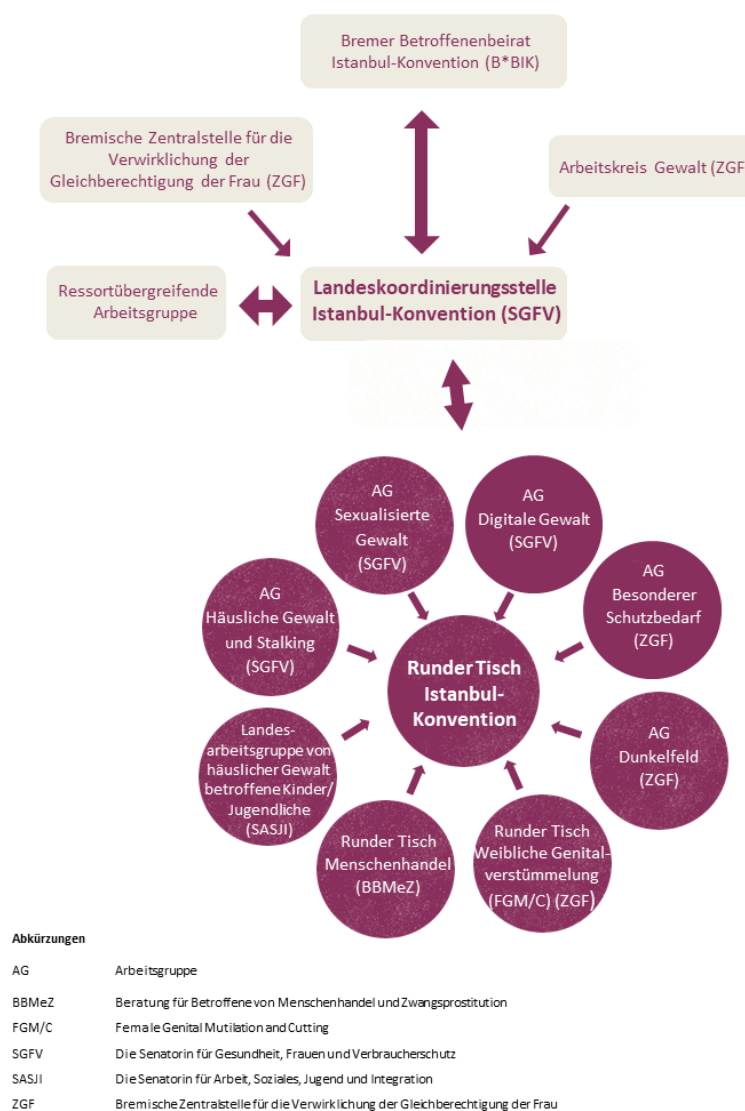 Bremer Betroffenenbeirat
Istanbul-Konvention (B*BIK)
Bremische Zentralstelle für die
Verwirklichung der
Gleichberechtigung der Frau (ZGF)
Arbeitskreis Gewalt (ZGF
Ressortübergreifende
Arbeitsgruppe
Landeskoordinierungsstelle
Istanbul-Konvention (SGFV)
AG
Sexualisierte
Gewalt
(SGFV)
AG
Digitale Gewalt
(SGFV)
AG
Häusliche Gewalt
und Stalking
(SGFV)
AG
Besonderer
Schutzbedarf
(ZGF)
Runder Tisch
Istanbul-
Konvention
Landes-
arbeitsgruppe von
häuslicher Gewalt
betroffene Kinder/
Jugendliche
(SASJI)
AG
Dunkelfeld
(ZGF)
Runder Tisch
Menschenhandel
(BBMeZ)
Runder Tisch
Weibliche Genital-
verstümmelung
(FGM/C) (ZGF)
Abkürzungen
AG Arbeitsgruppe
BBMeZ Beratung für Betroffene von Menschenhandel und Zwangsprostitution
FGM/C Female Genital Mutilation and Cutting
SGFV Die Senatorin für Gesundheit, Frauen und Verbraucherschutz
SASJI Die Senatorin für Arbeit, Soziales, Jugend und Integration
ZGF Bremische Zentralstelle für die Verwirklichung der Gleichberechtigung der Frau